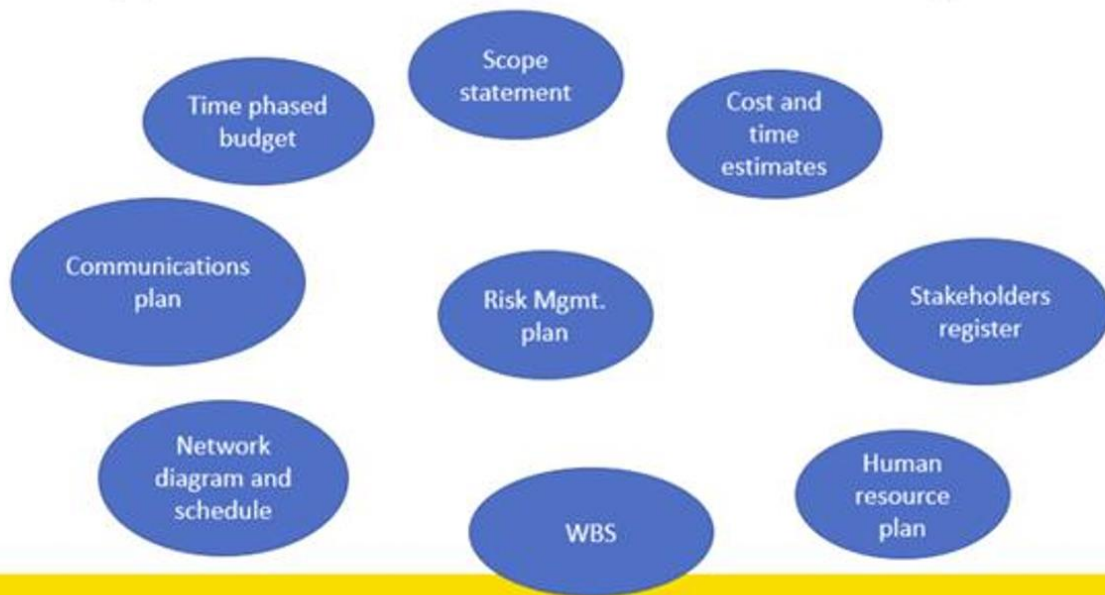 Scope
statement
Time phased
budget
Cost and
time
estimates
Communications
plan
Risk Mgmt.
plan
Stakeholders
register
Network
diagram and
schedule
Human
resource
plan
WBS